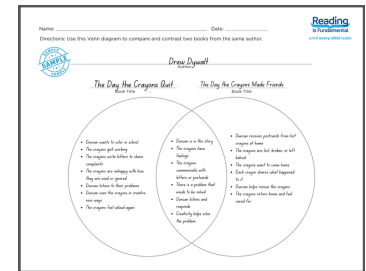 Name: Date:
Reading
Is Fundamental
until every child reads
Directions: Use this Venn diagram to compare and contrast two books from the same author.
SAMPLE
SAMPLE
SAMPLE
Drew Dywalt
Author
The Day the Crayons Quit
Book Title
The Day the Crayons Made Friends
Book Title
• Duncan wants to color in school
• The crayons quit working
• The crayons write letters to share
complaints
• The crayons are unhappy with how
they are used or ignored
• Duncan listens to their problems
• Duncan uses the crayons in creative
new ways
• The crayons feel valued again
• Duncan is in the story
• The crayons have
feelings
• The crayons
communicate with
letters or postcards
• There is a problem that
needs to be solved
• Duncan listens and
responds
• Creativity helps solve
the problem
• Duncan receives postcards from lost
crayons at home
• The crayons are lost, broken, or left
behind
• The crayons want to come home
• Each crayon shares what happened
to it
• Duncan helps rescue the crayons
• The crayons return home and feel
cared for